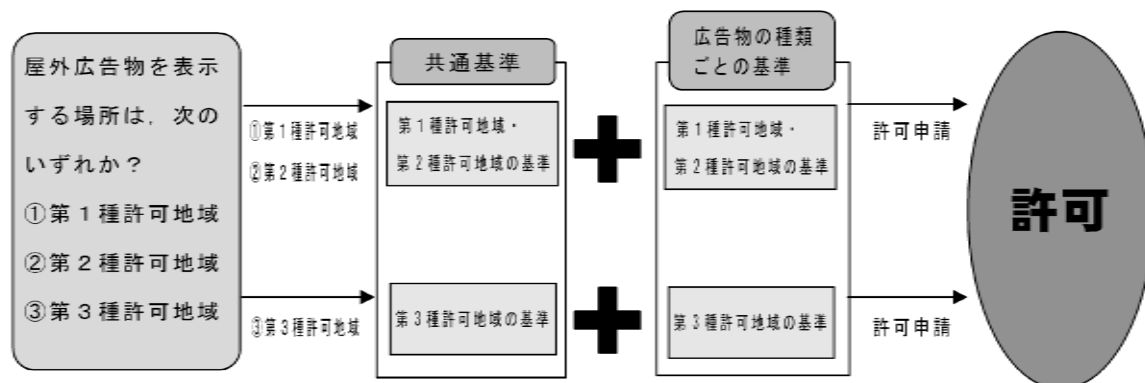 屋外広告物を表示
する場所は，次の
いずれか？
①第１種許可地域
②第２種許可地域
③第３種許可地域
①第１種許可地域
②第２種許可地域
③第３種許可地域
共通基準
第１種許可地域・
第２種許可地域の基準
第３種許可地域の基準
広告物の種類
ごとの基準
第１種許可地域・
第２種許可地域の基準
第３種許可地域の基準
許可申請
許可申請
許可